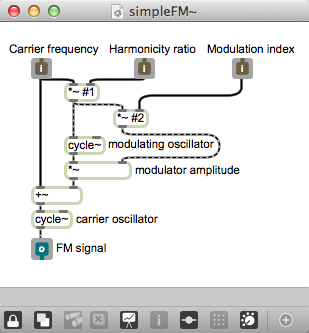 simpleFM~
Carrier frequency Harmonicity ratio Modulation index
i i i
*~ #1
*~ #2
cycle~ modulating oscillator
*~ modulator amplitude
+~
cycle~ carrier oscillator
FM signal
i